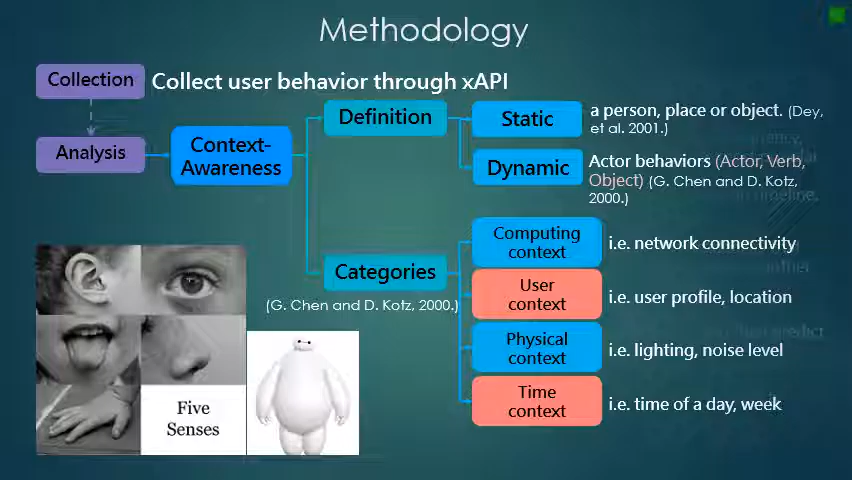 Methodology
Collection
Collect user behavior through xAPI
Analysis
Context-
Awareness
Definition
Static
a person, place or object. (Dey,
et al. 2001.)
Dynamic
Actor behaviors (Actor, Verb,
Object) (G. Chen and D. Kotz,
2000.)
Categories
(G. Chen and D. Kotz, 2000.)
Computing
context
i.e. network connectivity
User
context
i.e. user profile, location
Physical
context
i.e. lighting, noise level
Time
context
i.e. time of a day, week
Five
Senses